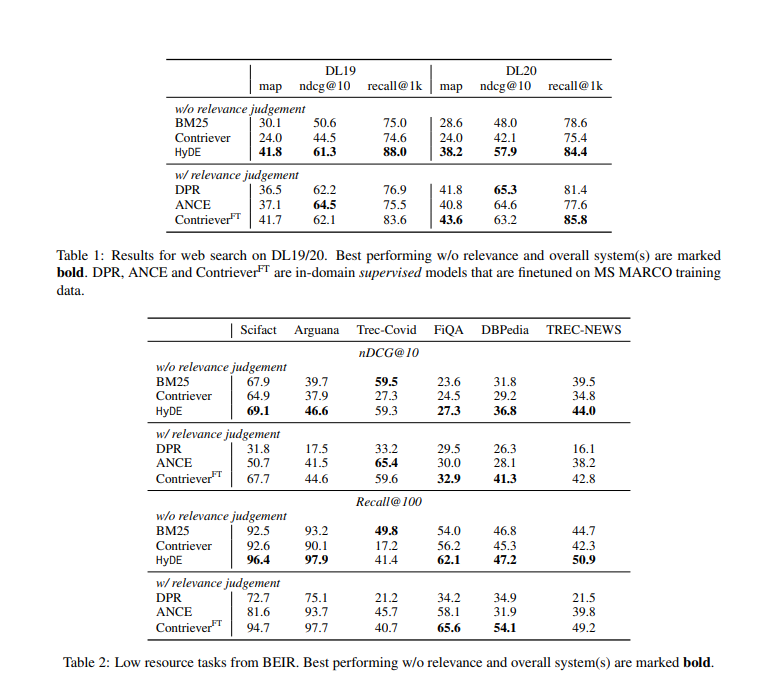 DL19 DL20
map ndcg@10 recall@1k map ndcg@10 recall@1k
w/o relevance judgement
BM25 30.1 50.6 75.0 28.6 48.0 78.6
Contriever 24.0 44.5 74.6 24.0 42.1 75.4
HyDE 41.8 61.3 88.0 38.2 57.9 84.4
w/ relevance judgement
DPR 36.5 62.2 76.9 41.8 65.3 81.4
ANCE 37.1 64.5 75.5 40.8 64.6 77.6
Contriever^FT 41.7 62.1 83.6 43.6 63.2 85.8
Table 1: Results for web search on DL19/20. Best performing w/o relevance and overall system(s) are marked
bold. DPR, ANCE and Contriever^FT are in-domain supervised models that are finetuned on MS MARCO training
data.
Scifact Arguana Trec-Covid FiQA DBPedia TREC-NEWS
nDCG@10
w/o relevance judgement
BM25 67.9 39.7 59.5 23.6 31.8 39.5
Contriever 64.9 37.9 27.3 24.5 29.2 34.8
HyDE 69.1 46.6 59.3 27.3 36.8 44.0
w/ relevance judgement
DPR 31.8 17.5 33.2 29.5 26.3 16.1
ANCE 50.7 41.5 65.4 30.0 28.1 38.2
Contriever^FT 67.7 44.6 59.6 32.9 41.3 42.8
Recall@100
w/o relevance judgement
BM25 92.5 93.2 49.8 54.0 46.8 44.7
Contriever 92.6 90.1 17.2 56.2 45.3 42.3
HyDE 96.4 97.9 41.4 62.1 47.2 50.9
w/ relevance judgement
DPR 72.7 75.1 21.2 34.2 34.9 21.5
ANCE 81.6 93.7 45.7 58.1 31.9 39.8
Contriever^FT 94.7 97.7 40.7 65.6 54.1 49.2
Table 2: Low resource tasks from BEIR. Best performing w/o relevance and overall system(s) are marked bold.